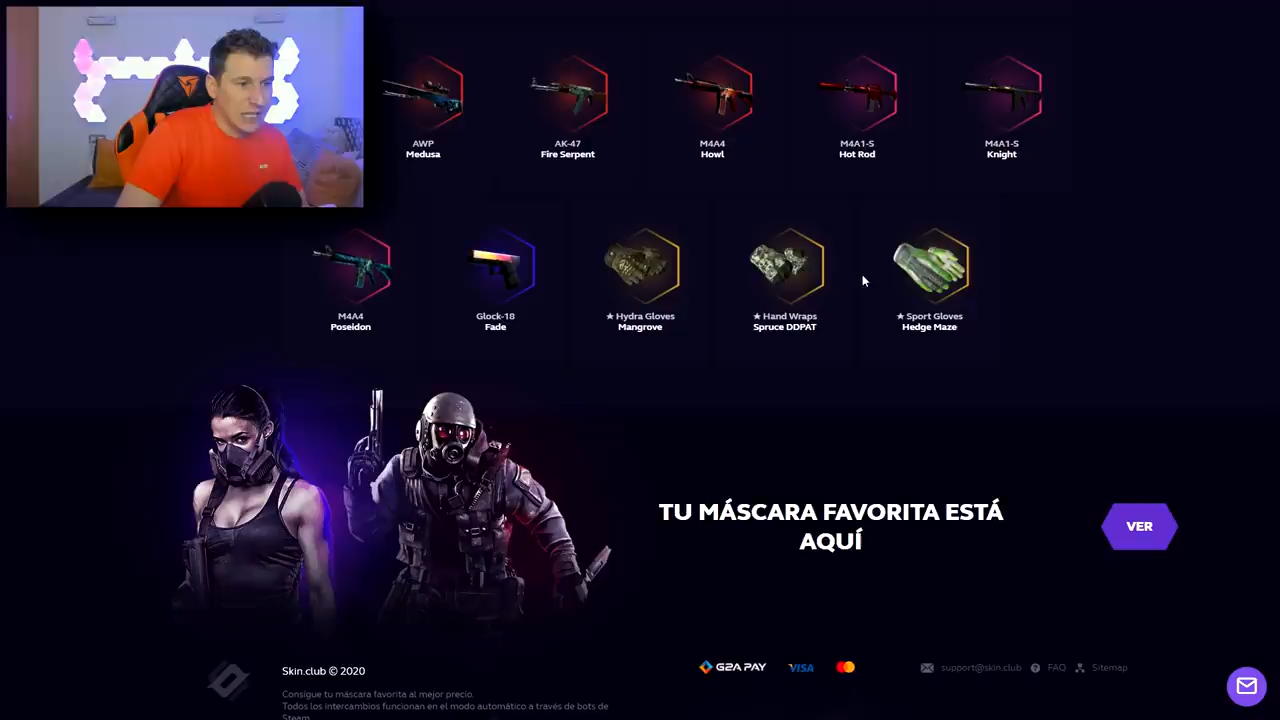 AWP
Medusa
AK-47
Fire Serpent
M4A4
Howl
M4A1-S
Hot Rod
M4A1-S
Knight
M4A4
Poseidon
Glock-18
Fade
★ Hydra Gloves
Mangrove
★ Hand Wraps
Spruce DDPAT
★ Sport Gloves
Hedge Maze
TU MÁSCARA FAVORITA ESTÁ
AQUÍ
VER
Skin.club © 2020
Consigue tu máscara favorita al mejor precio.
Todos los intercambios funcionan en el modo automático a través de bots de
Steam
G2A PAY
VISA
support@skin.club
FAQ
Sitemap